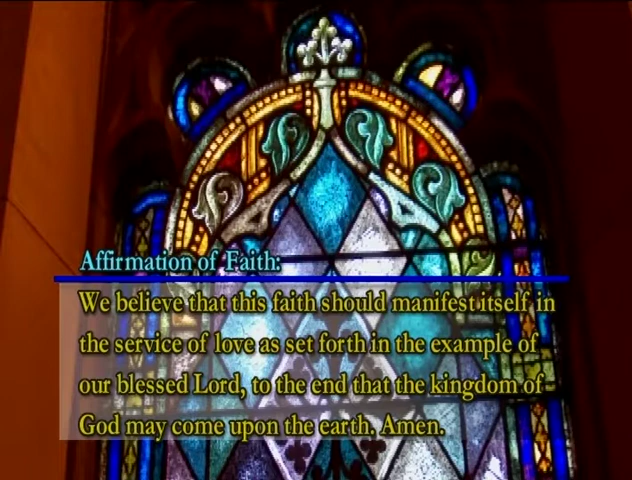 Affirmation of Faith:
We believe that this faith should manifest itself in
the service of love as set forth in the example of
our blessed Lord, to the end that the kingdom of
God may come upon the earth. Amen.